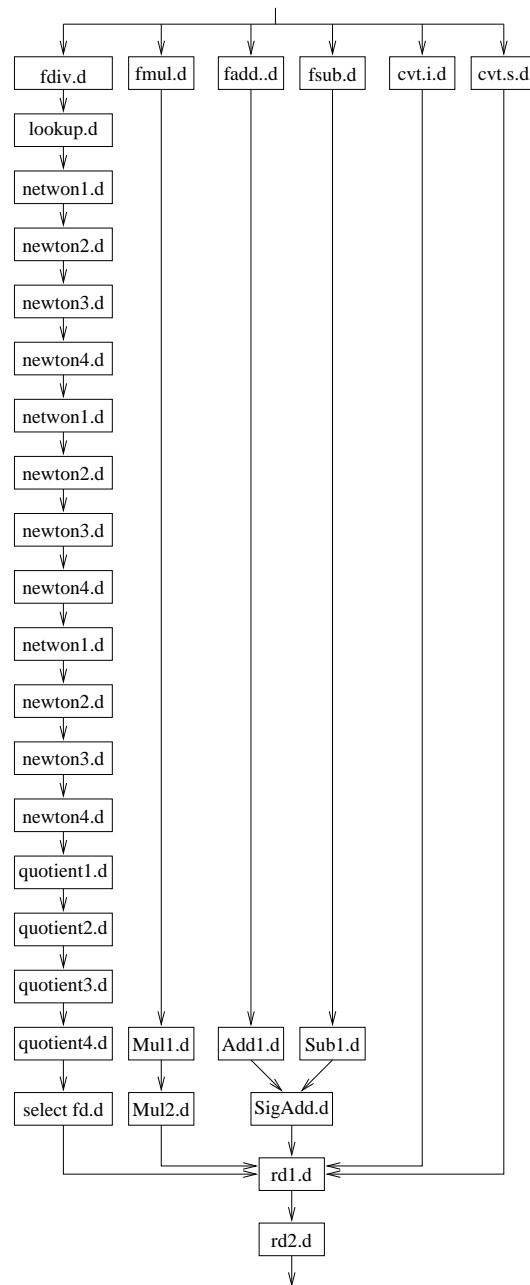 fdiv.d
fmul.d
fadd..d
fsub.d
cvt.i.d
cvt.s.d
lookup.d
netwon1.d
newton2.d
newton3.d
newton4.d
netwon1.d
newton2.d
newton3.d
newton4.d
netwon1.d
newton2.d
newton3.d
newton4.d
quotient1.d
quotient2.d
quotient3.d
quotient4.d
Mul1.d
Add1.d
Sub1.d
select fd.d
Mul2.d
SigAdd.d
rd1.d
rd2.d